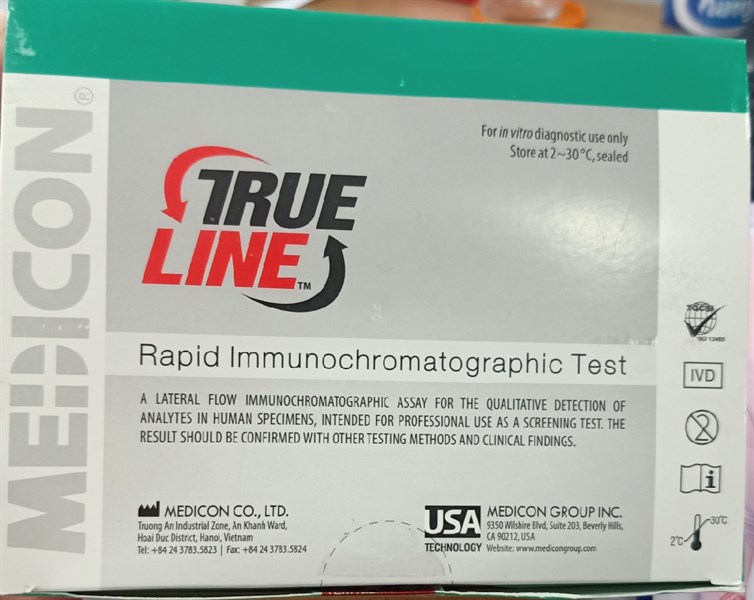 MEDICON®
For in vitro diagnostic use only
Store at 2~30°C, sealed
TRUE
LINE™
Rapid Immunochromatographic Test
A LATERAL FLOW IMMUNOCHROMATOGRAPHIC ASSAY FOR THE QUALITATIVE DETECTION OF
ANALYTES IN HUMAN SPECIMENS, INTENDED FOR PROFESSIONAL USE AS A SCREENING TEST. THE
RESULT SHOULD BE CONFIRMED WITH OTHER TESTING METHODS AND CLINICAL FINDINGS.
ISO 13485
IVD
2
i
30°C
2°C
MEDICON CO., LTD.
Truong An Industrial Zone, An Khanh Ward,
Hoai Duc District, Hanoi, Vietnam
Tel: +84 24 3783.5823 | Fax: +84 24 3783.5824
USA
TECHNOLOGY
MEDICON GROUP INC.
9350 Wilshire Blvd, Suite 203, Beverly Hills,
CA 90212, USA
Website: www.medicongroup.com